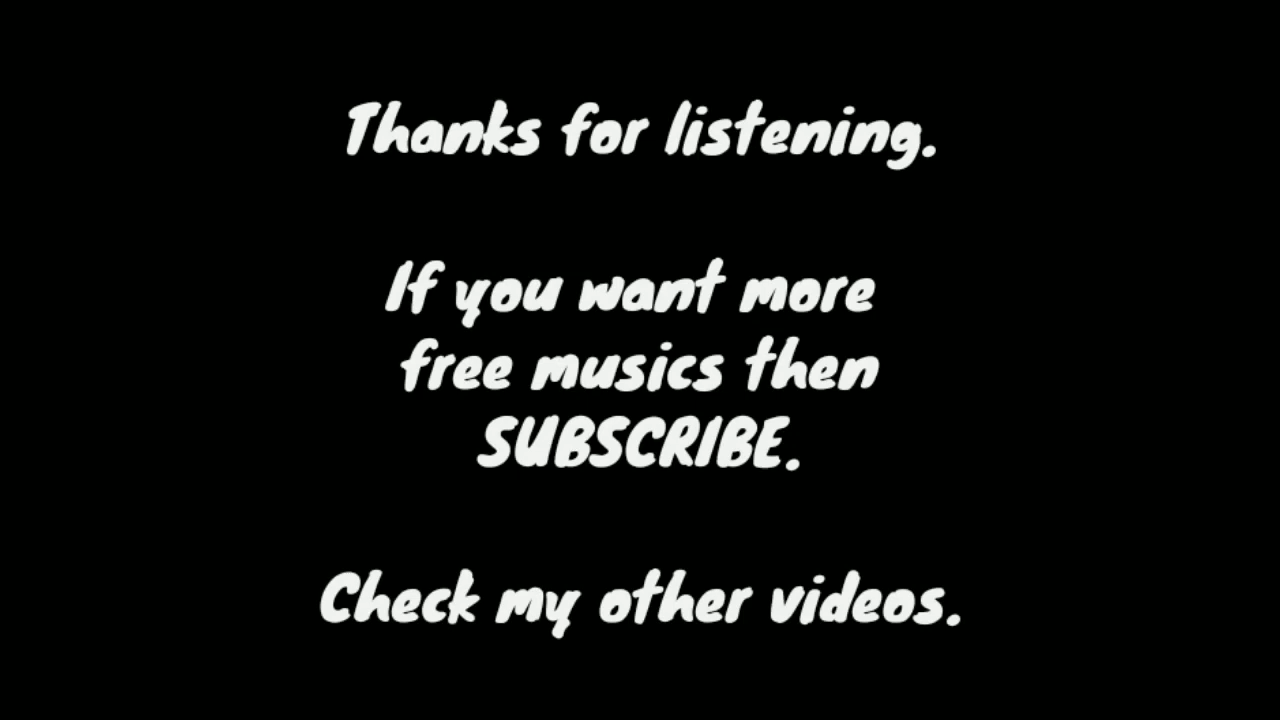 Thanks for listening.
If you want more
free musics then
SUBSCRIBE.
Check my other videos.